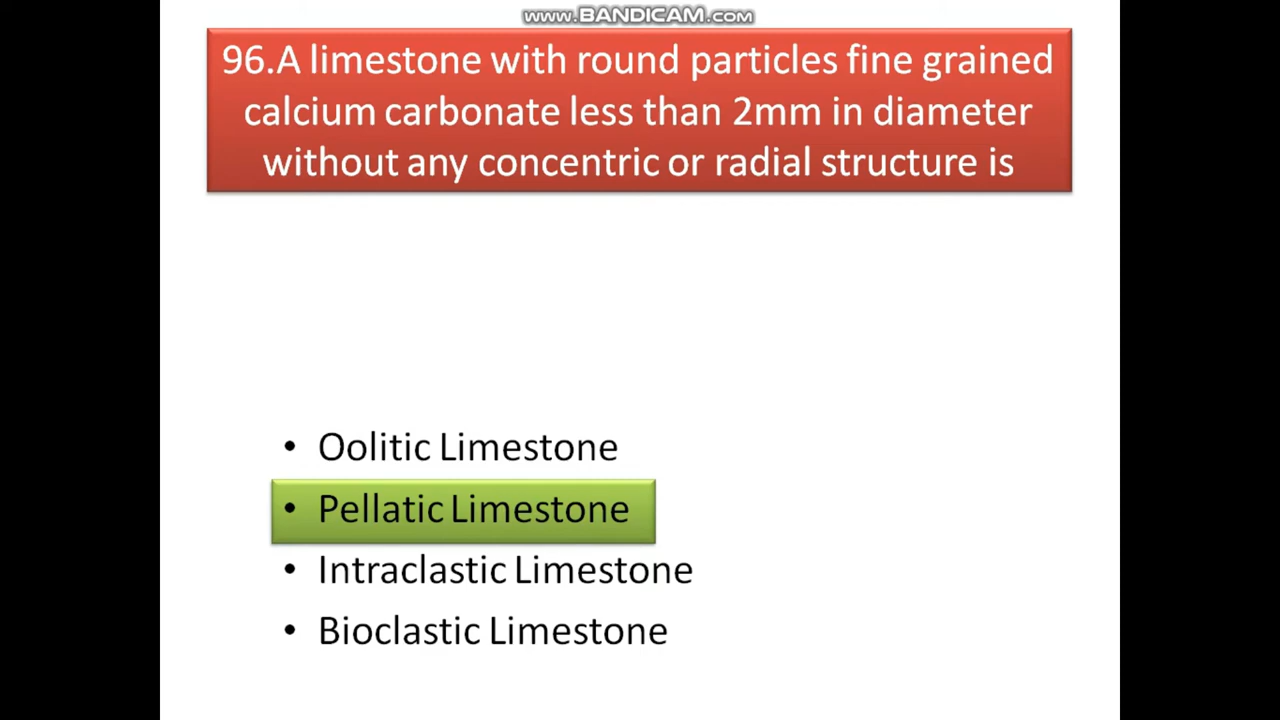 www.BANDICAM.com
96.A limestone with round particles fine grained
calcium carbonate less than 2mm in diameter
without any concentric or radial structure is
• Oolitic Limestone
• Pellatic Limestone
• Intraclastic Limestone
• Bioclastic Limestone